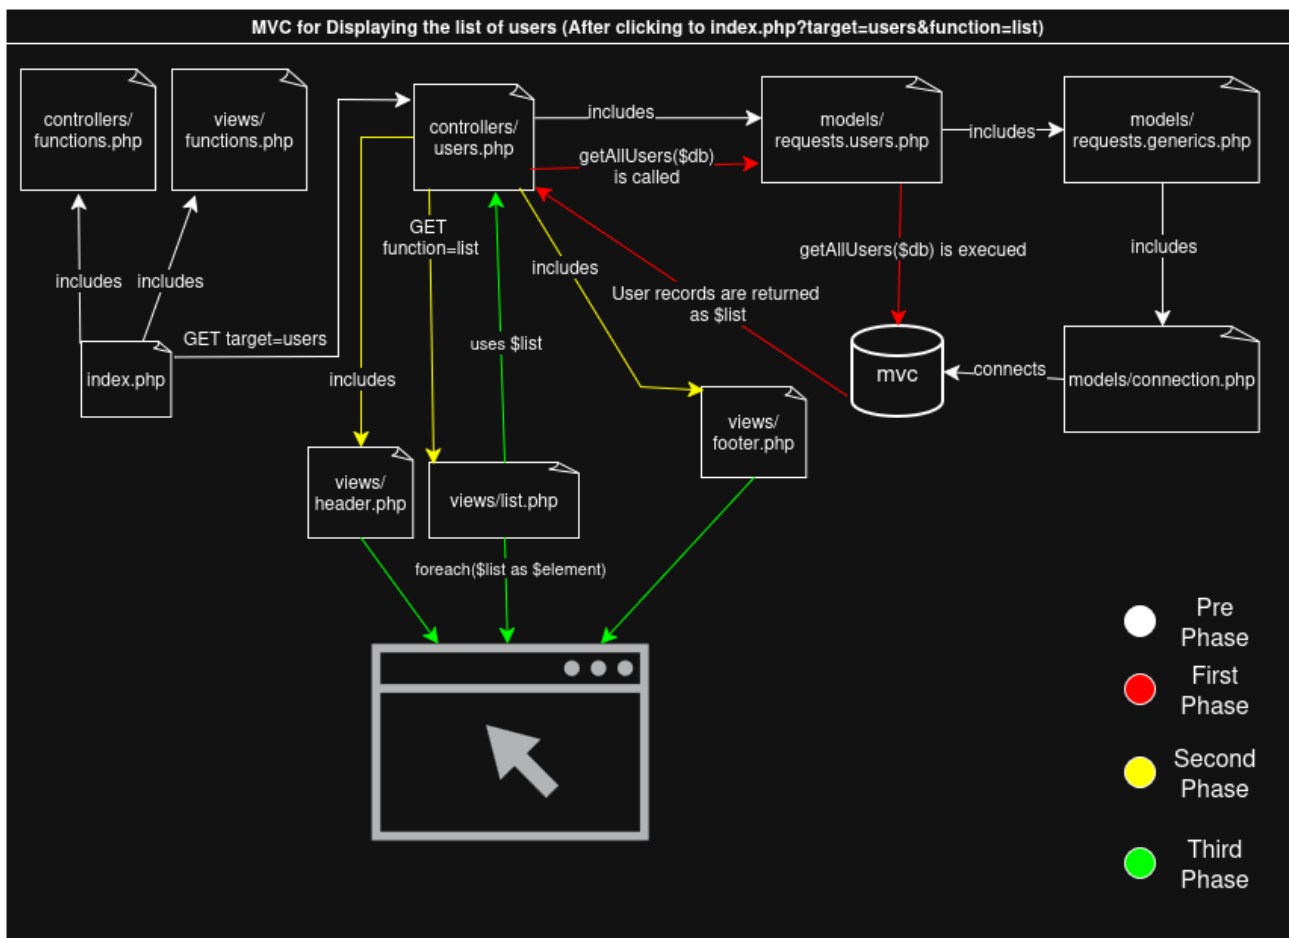 MVC for Displaying the list of users (After clicking to index.php?target=users&function=list)
controllers/
functions.php
views/
functions.php
controllers/
users.php
includes
getAllUsers($db)
is called
models/
requests.users.php
includes
models/
requests.generics.php
includes
includes
GET target=users
index.php
GET
function=list
includes
uses $list
includes
User records are returned
as $list
getAllUsers($db) is execued
includes
mvc
connects
models/connection.php
views/
header.php
views/list.php
views/
footer.php
foreach($list as $element)
Pre
Phase
First
Phase
Second
Phase
Third
Phase